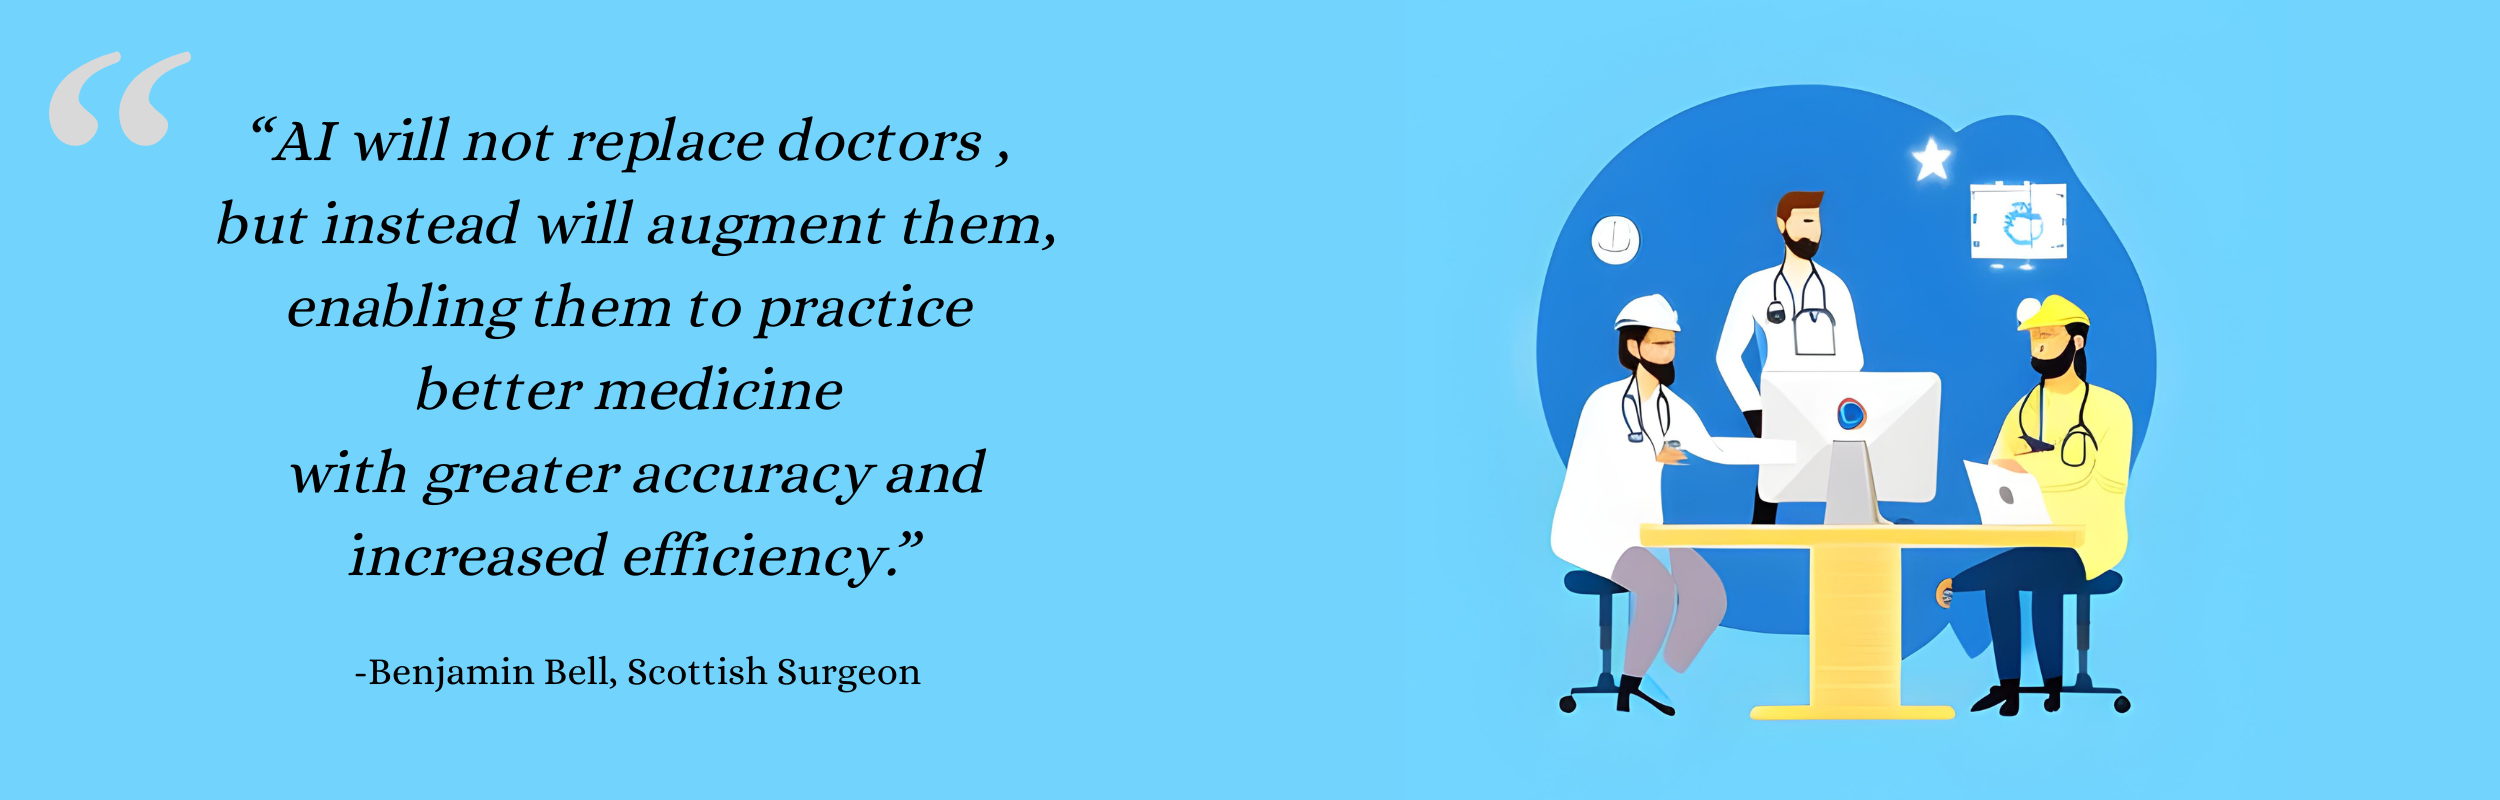 “AI will not replace doctors ,
but instead will augment them,
enabling them to practice
better medicine
with greater accuracy and
increased efficiency.”
-Benjamin Bell, Scottish Surgeon